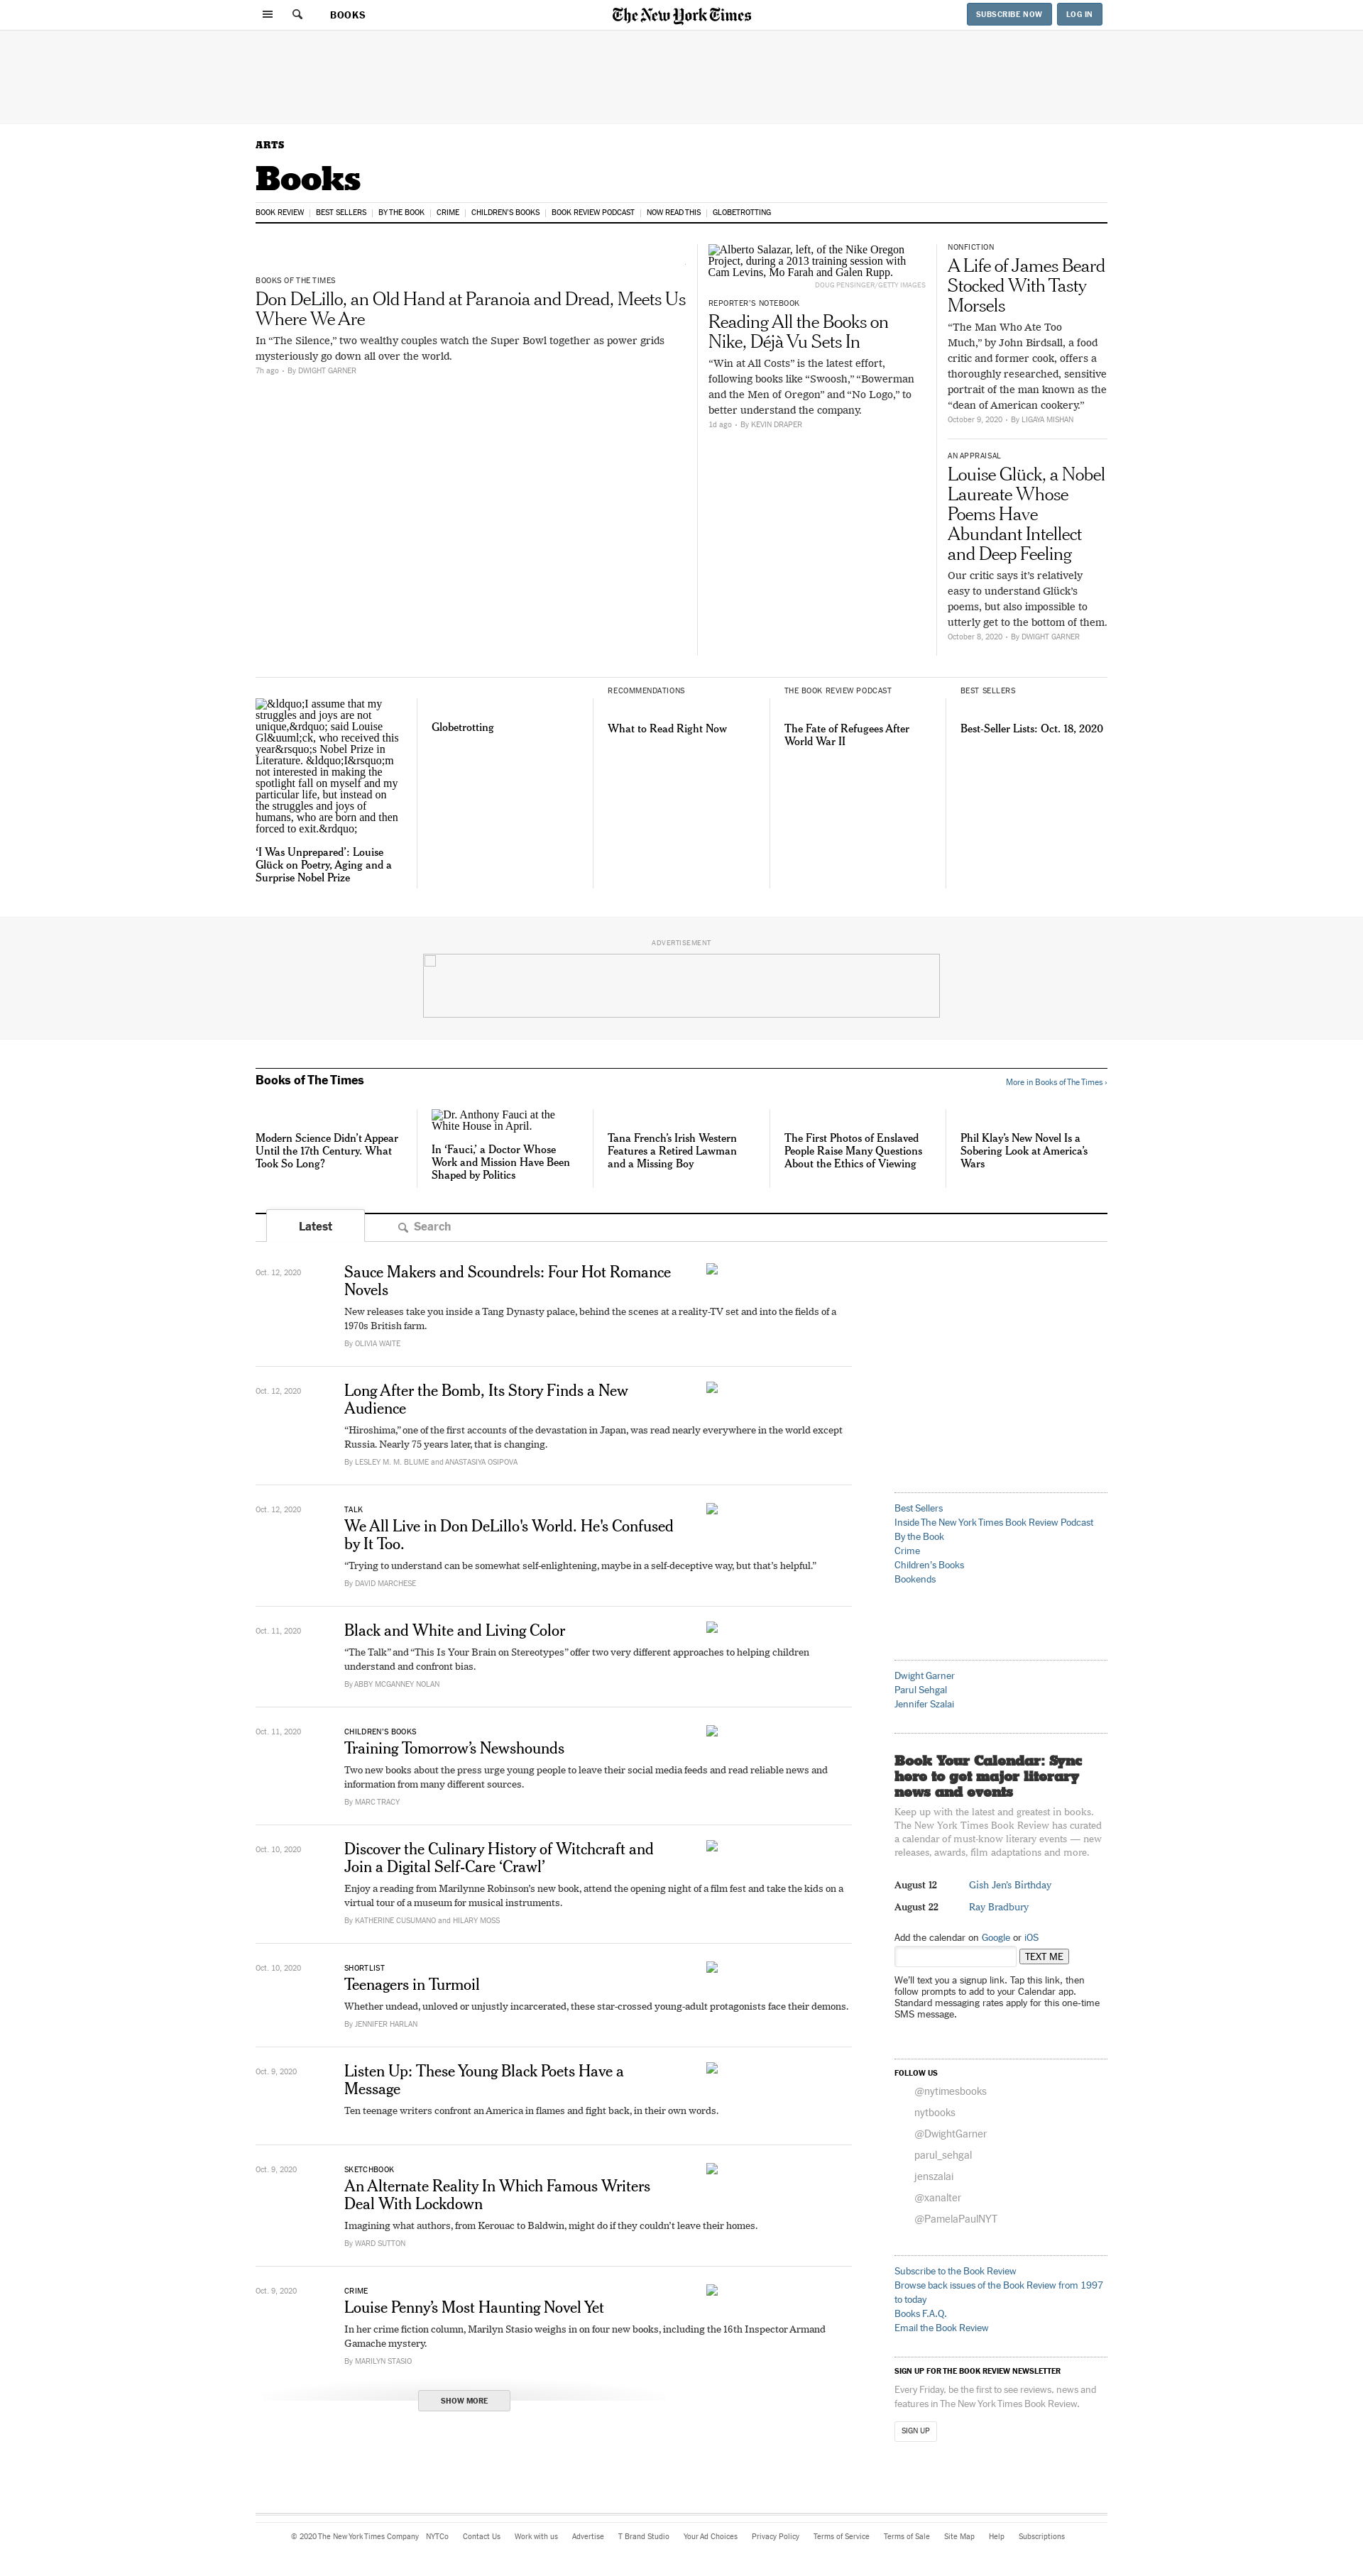 BOOKS
The New York Times
SUBSCRIBE NOW
LOG IN
ARTS
Books
BOOK REVIEW
BEST SELLERS
BY THE BOOK
CRIME
CHILDREN'S BOOKS
BOOK REVIEW PODCAST
NOW READ THIS
GLOBETROTTING
BOOKS OF THE TIMES
Don DeLillo, an Old Hand at Paranoia and Dread, Meets Us
Where We Are
In “The Silence,” two wealthy couples watch the Super Bowl together as power grids
mysteriously go down all over the world.
7h ago - By DWIGHT GARNER
Alberto Salazar, left, of the Nike Oregon
Project, during a 2013 training session with
Cam Levins, Mo Farah and Galen Rupp.
DOUG PENSINGER/GETTY IMAGES
REPORTER'S NOTEBOOK
Reading All the Books on
Nike, Déjà Vu Sets In
“Win at All Costs” is the latest effort,
following books like “Swoosh,” “Bowerman
and the Men of Oregon” and “No Logo,” to
better understand the company.
1d ago - By KEVIN DRAPER
NONFICTION
A Life of James Beard
Stocked With Tasty
Morsels
“The Man Who Ate Too
Much,” by John Birdsall, a food
critic and former cook, offers a
thoroughly researched, sensitive
portrait of the man known as the
“dean of American cookery.”
October 9, 2020 - By LIGAYA MISHAN
AN APPRAISAL
Louise Glück, a Nobel
Laureate Whose
Poems Have
Abundant Intellect
and Deep Feeling
Our critic says it’s relatively
easy to understand Glück’s
poems, but also impossible to
utterly get to the bottom of them.
October 8, 2020 - By DWIGHT GARNER
&ldquo;I assume that my
struggles and joys are not
unique,&rdquo; said Louise
Gl&uuml;ck, who received this
year&rsquo;s Nobel Prize in
Literature. &ldquo;I&rsquo;m
not interested in making the
spotlight fall on myself and my
particular life, but instead on
the struggles and joys of
humans, who are born and then
forced to exit.&rdquo;
‘I Was Unprepared’: Louise
Glück on Poetry, Aging and a
Surprise Nobel Prize
Globetrotting
RECOMMENDATIONS
What to Read Right Now
THE BOOK REVIEW PODCAST
The Fate of Refugees After
World War II
BEST SELLERS
Best-Seller Lists: Oct. 18, 2020
ADVERTISEMENT
Books of The Times
More in Books of The Times ›
Modern Science Didn’t Appear
Until the 17th Century. What
Took So Long?
Dr. Anthony Fauci at the
White House in April.
In ‘Fauci,’ a Doctor Whose
Work and Mission Have Been
Shaped by Politics
Tana French’s Irish Western
Features a Retired Lawman
and a Missing Boy
The First Photos of Enslaved
People Raise Many Questions
About the Ethics of Viewing
Phil Klay’s New Novel Is a
Sobering Look at America’s
Wars
Latest
Search
Oct. 12, 2020
Sauce Makers and Scoundrels: Four Hot Romance
Novels
New releases take you inside a Tang Dynasty palace, behind the scenes at a reality-TV set and into the fields of a
1970s British farm.
By OLIVIA WAITE
Oct. 12, 2020
Long After the Bomb, Its Story Finds a New
Audience
“Hiroshima,” one of the first accounts of the devastation in Japan, was read nearly everywhere in the world except
Russia. Nearly 75 years later, that is changing.
By LESLEY M. M. BLUME and ANASTASIYA OSIPOVA
Oct. 12, 2020
TALK
We All Live in Don DeLillo's World. He's Confused
by It Too.
“Trying to understand can be somewhat self-enlightening, maybe in a self-deceptive way, but that’s helpful.”
By DAVID MARCHESE
Oct. 11, 2020
Black and White and Living Color
“The Talk” and “This Is Your Brain on Stereotypes” offer two very different approaches to helping children
understand and confront bias.
By ABBY MCGANNEY NOLAN
Oct. 11, 2020
CHILDREN'S BOOKS
Training Tomorrow’s Newshounds
Two new books about the press urge young people to leave their social media feeds and read reliable news and
information from many different sources.
By MARC TRACY
Oct. 10, 2020
Discover the Culinary History of Witchcraft and
Join a Digital Self-Care ‘Crawl’
Enjoy a reading from Marilynne Robinson’s new book, attend the opening night of a film fest and take the kids on a
virtual tour of a museum for musical instruments.
By KATHERINE CUSUMANO and HILARY MOSS
Oct. 10, 2020
SHORTLIST
Teenagers in Turmoil
Whether undead, unloved or unjustly incarcerated, these star-crossed young-adult protagonists face their demons.
By JENNIFER HARLAN
Oct. 9, 2020
Listen Up: These Young Black Poets Have a
Message
Ten teenage writers confront an America in flames and fight back, in their own words.
Oct. 9, 2020
SKETCHBOOK
An Alternate Reality In Which Famous Writers
Deal With Lockdown
Imagining what authors, from Kerouac to Baldwin, might do if they couldn’t leave their homes.
By WARD SUTTON
Oct. 9, 2020
CRIME
Louise Penny’s Most Haunting Novel Yet
In her crime fiction column, Marilyn Stasio weighs in on four new books, including the 16th Inspector Armand
Gamache mystery.
By MARILYN STASIO
SHOW MORE
Best Sellers
Inside The New York Times Book Review Podcast
By the Book
Crime
Children's Books
Bookends
Dwight Garner
Parul Sehgal
Jennifer Szalai
Book Your Calendar: Sync
here to get major literary
news and events
Keep up with the latest and greatest in books.
The New York Times Book Review has curated
a calendar of must-know literary events — new
releases, awards, film adaptations and more.
August 12 Gish Jen’s Birthday
August 22 Ray Bradbury
Add the calendar on Google or iOS
TEXT ME
We’ll text you a signup link. Tap this link, then
follow prompts to add to your Calendar app.
Standard messaging rates apply for this one-time
SMS message.
FOLLOW US
@nytimesbooks
nytbooks
@DwightGarner
parul_sehgal
jenszalai
@xanalter
@PamelaPaulNYT
Subscribe to the Book Review
Browse back issues of the Book Review from 1997
to today
Books F.A.Q.
Email the Book Review
SIGN UP FOR THE BOOK REVIEW NEWSLETTER
Every Friday, be the first to see reviews, news and
features in The New York Times Book Review.
SIGN UP
© 2020 The New York Times Company NYTCo Contact Us Work with us Advertise T Brand Studio Your Ad Choices Privacy Policy Terms of Service Terms of Sale Site Map Help Subscriptions